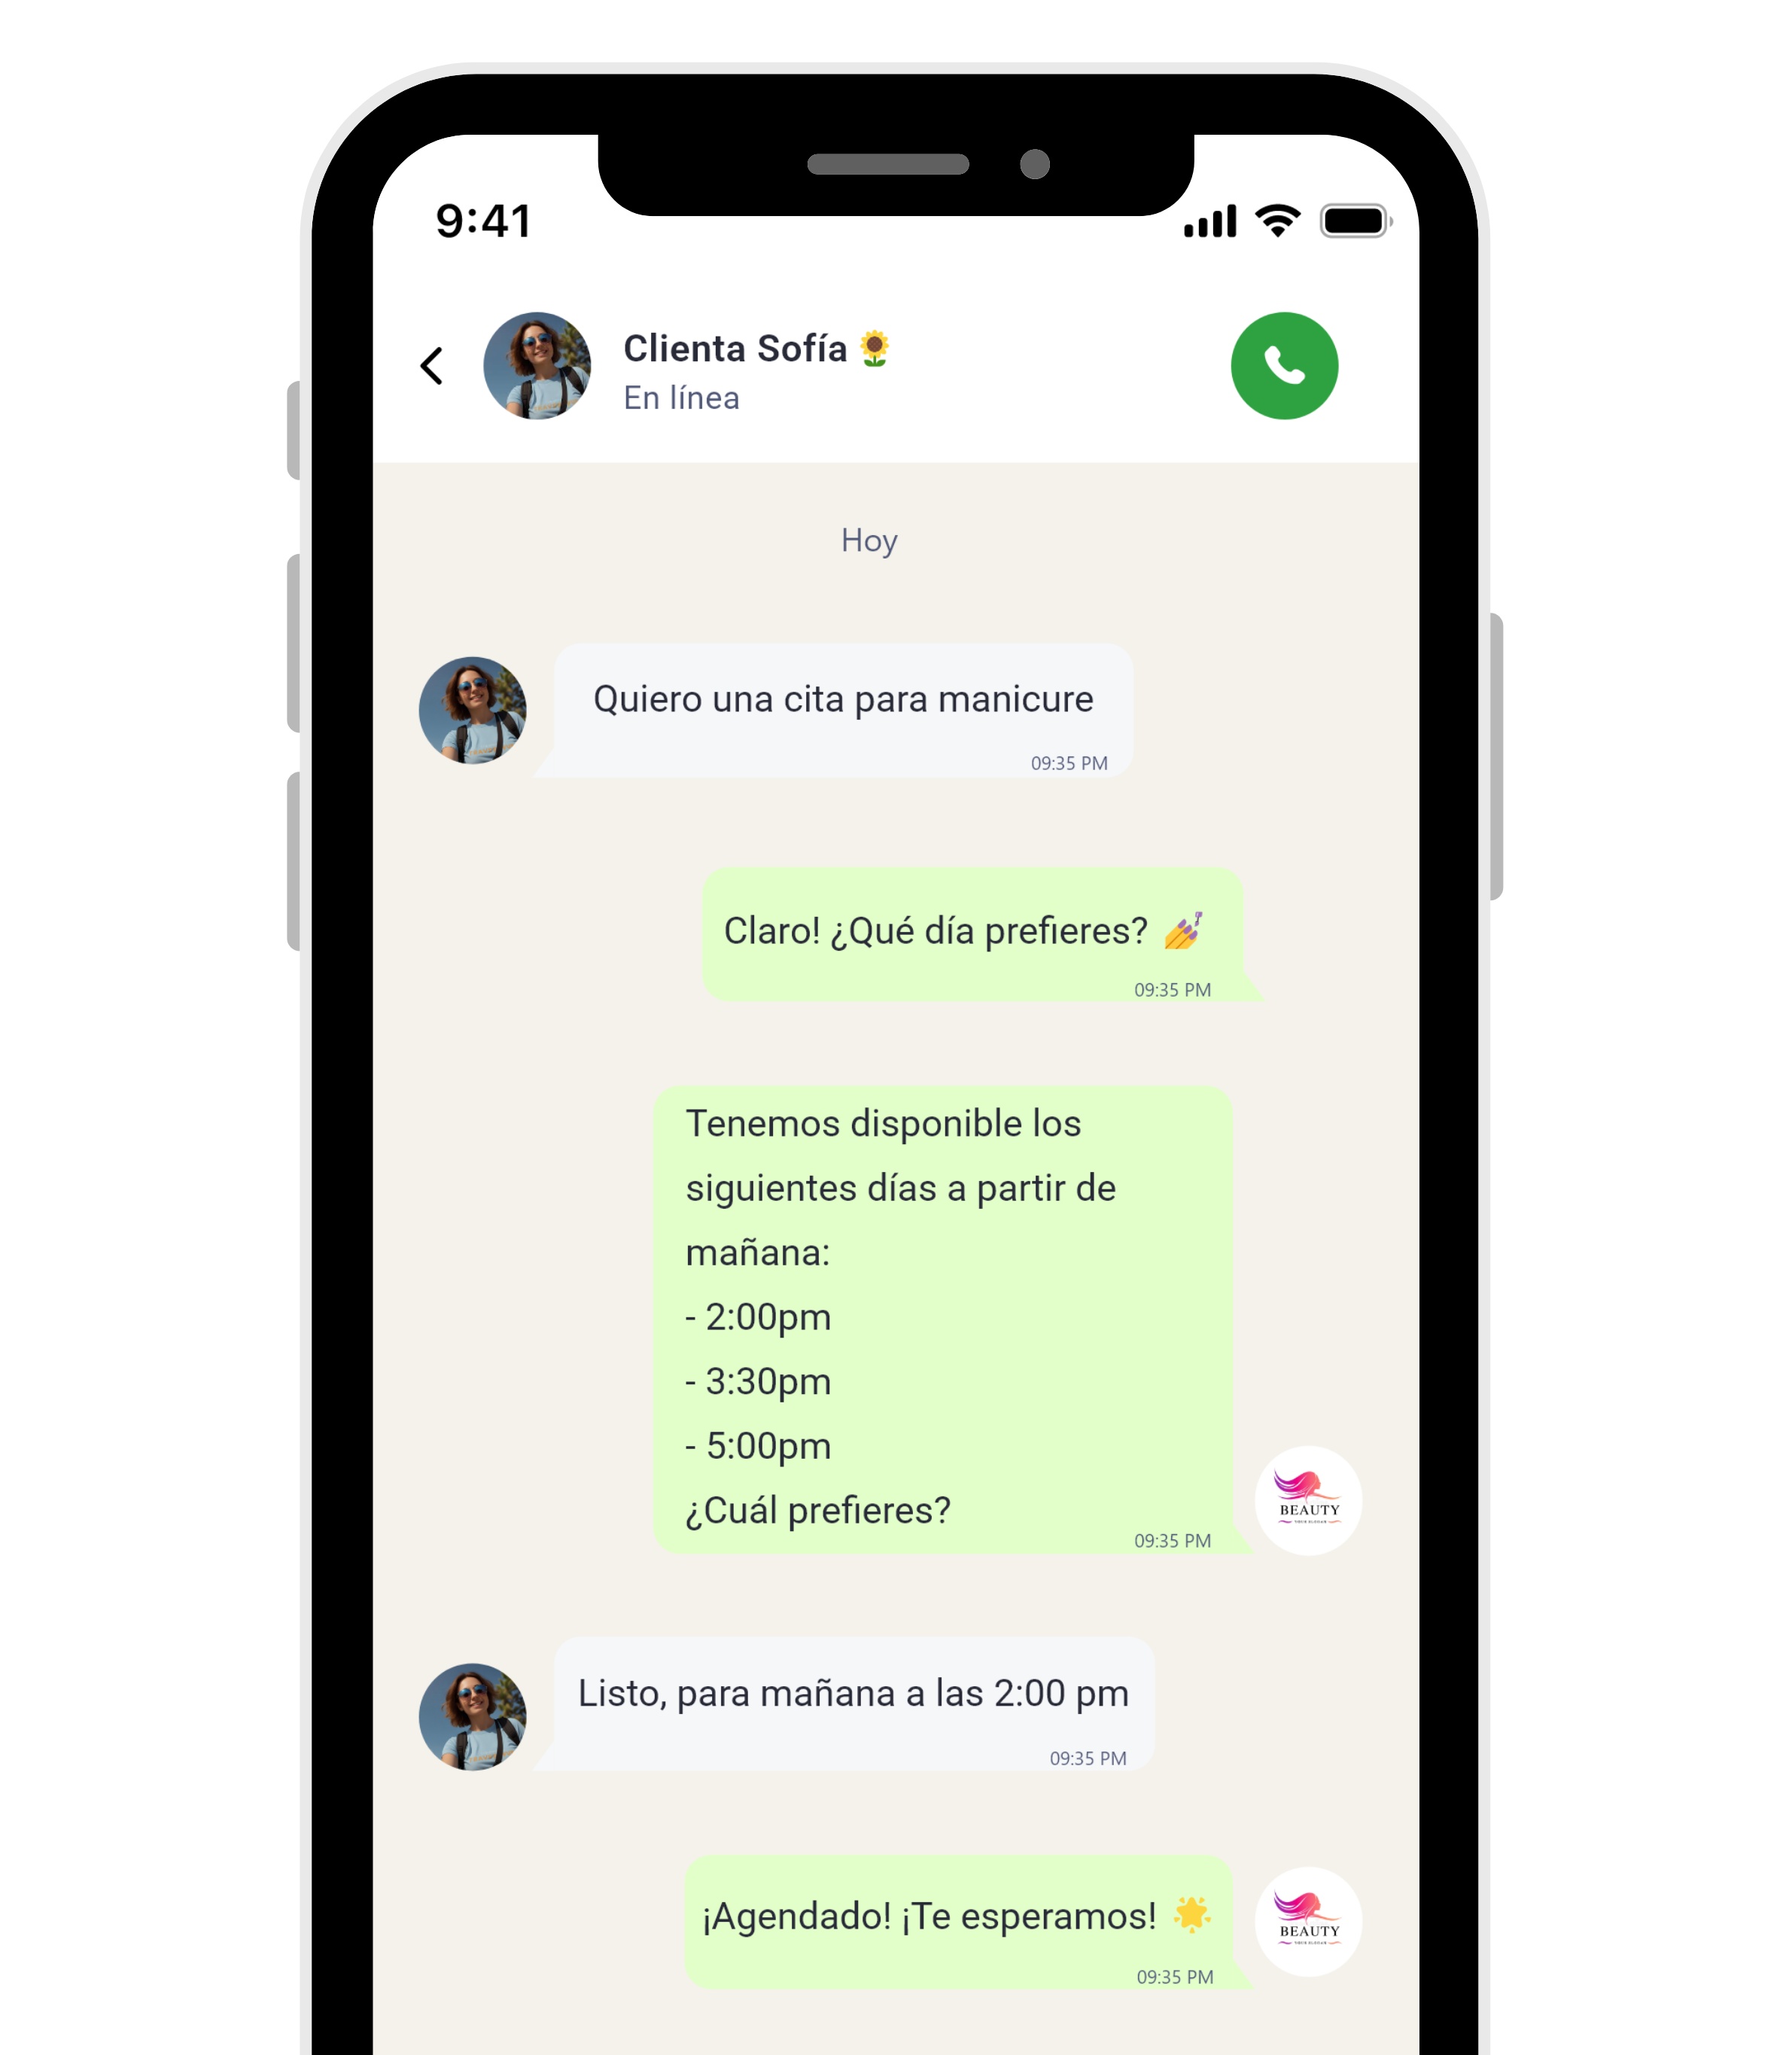 9:41
Clienta Sofía🌻
En línea
Hoy
Quiero una cita para manicure
09:35 PM
Claro! ¿Qué día prefieres? 💅
09:35 PM
Tenemos disponible los
siguientes días a partir de
mañana:
- 2:00pm
- 3:30pm
- 5:00pm
¿Cuál prefieres?
09:35 PM
BEAUTY
Listo, para mañana a las 2:00 pm
09:35 PM
¡Agendado! ¡Te esperamos! 🌟
09:35 PM
BEAUTY